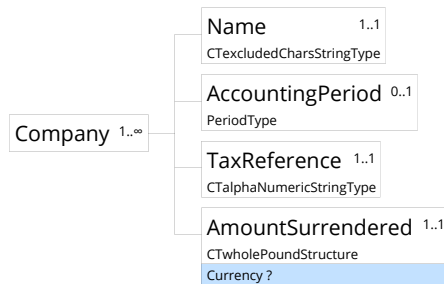 Name 1..1
CTexcludedCharsStringType
AccountingPeriod 0..1
PeriodType
Company 1..∞
TaxReference 1..1
CTalphaNumericStringType
AmountSurrendered 1..1
CTwholePoundStructure
Currency ?